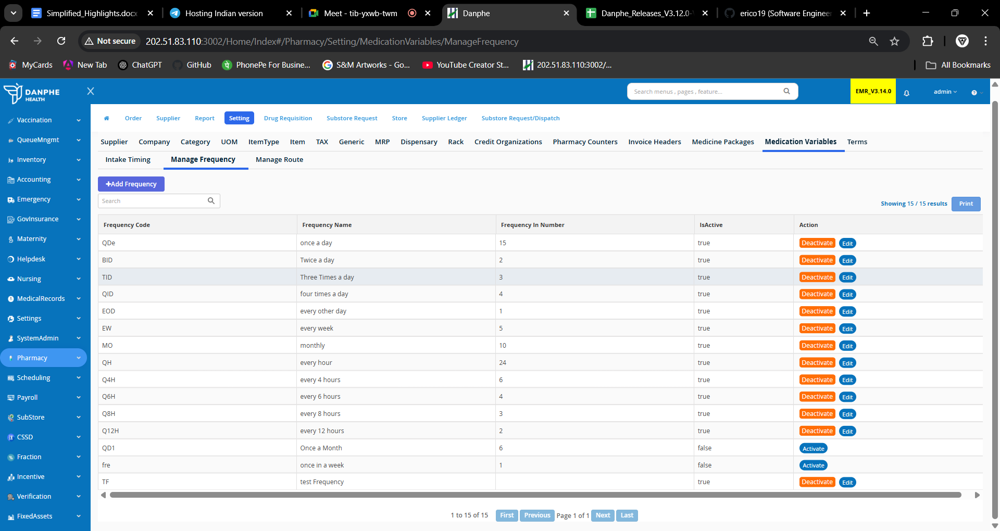 Simplified_Highlights.docx
Hosting Indian version
Meet - tib-yxwb-twm
Danphe
Danphe_Releases_V3.12.0-
erico19 (Software Engineer
Not secure
202.51.83.110:3002/Home/Index#/Pharmacy/Setting/MedicationVariables/ManageFrequency
MyCards
New Tab
ChatGPT
GitHub
PhonePe For Busine...
S&M Artworks - Go...
YouTube Creator St...
202.51.83.110:3002/...
All Bookmarks
DANPHE
HEALTH
X
Search menus , pages , feature...
EMR_V3.14.0
admin
Vaccination
QueueMngmt
Inventory
Accounting
Emergency
GovInsurance
Maternity
Helpdesk
Nursing
MedicalRecords
Settings
SystemAdmin
Pharmacy
Scheduling
Payroll
SubStore
CSSD
Fraction
Incentive
Verification
FixedAssets
Order Supplier Report Setting Drug Requisition Substore Request Store Supplier Ledger Substore Request/Dispatch
Supplier Company Category UOM ItemType Item TAX Generic MRP Dispensary Rack Credit Organizations Pharmacy Counters Invoice Headers Medicine Packages Medication Variables Terms
Intake Timing Manage Frequency Manage Route
+Add Frequency
Search
Showing 15 / 15 results Print
Frequency Code Frequency Name Frequency In Number IsActive Action
QDe once a day 15 true Deactivate Edit
BID Twice a day 2 true Deactivate Edit
TID Three Times a day 3 true Deactivate Edit
QID four times a day 4 true Deactivate Edit
EOD every other day 1 true Deactivate Edit
EW every week 5 true Deactivate Edit
MO monthly 10 true Deactivate Edit
QH every hour 24 true Deactivate Edit
Q4H every 4 hours 6 true Deactivate Edit
Q6H every 6 hours 4 true Deactivate Edit
Q8H every 8 hours 3 true Deactivate Edit
Q12H every 12 hours 2 true Deactivate Edit
QD1 Once a Month 6 false Activate
fre once in a week 1 false Activate
TF test Frequency true Deactivate Edit
1 to 15 of 15 First Previous Page 1 of 1 Next Last